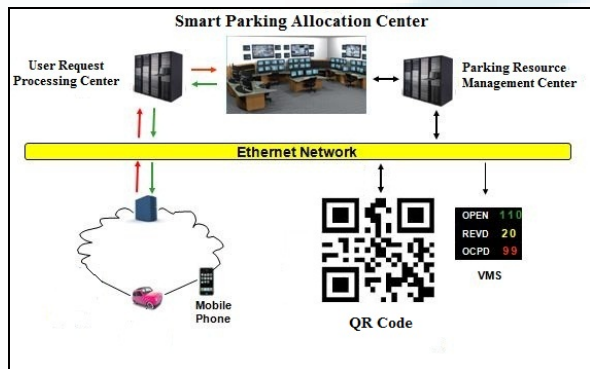 Smart Parking Allocation Center
User Request
Processing Center
Parking Resource
Management Center
Ethernet Network
OPEN 110
REVD 20
OCPD 99
VMS
Mobile
Phone
QR Code